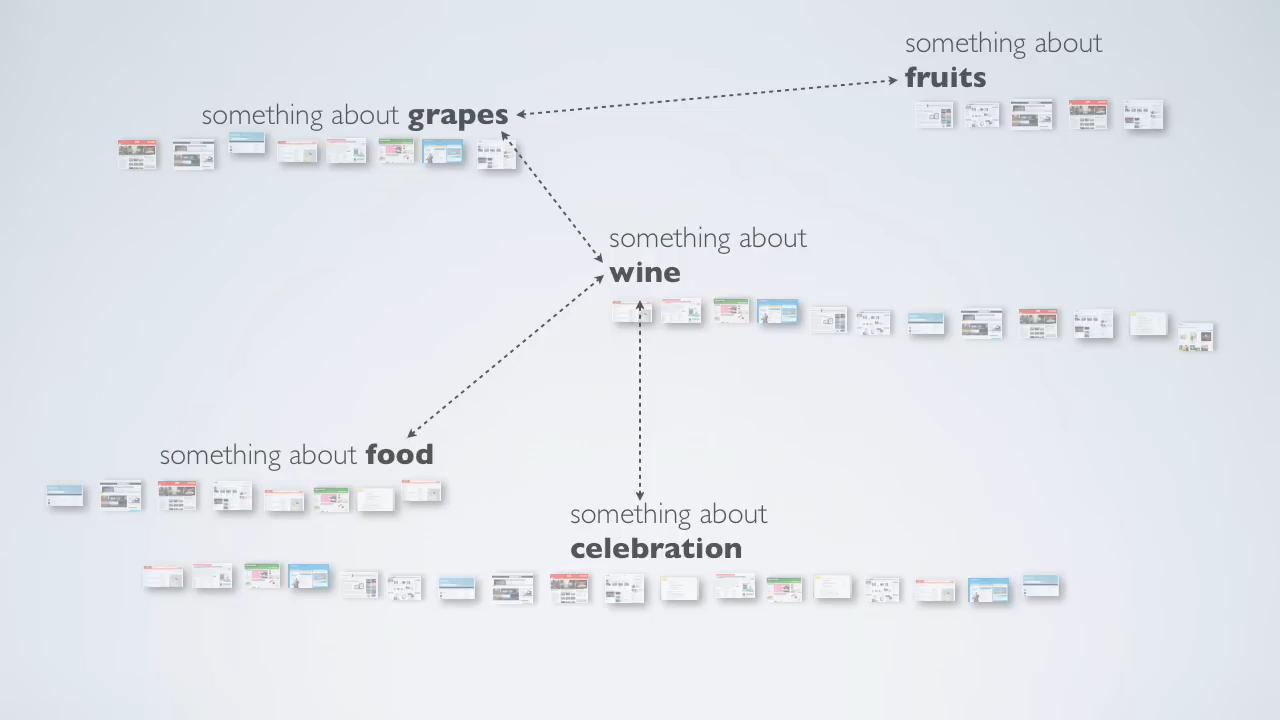 something about
fruits
something about grapes
something about
wine
something about food
something about
celebration